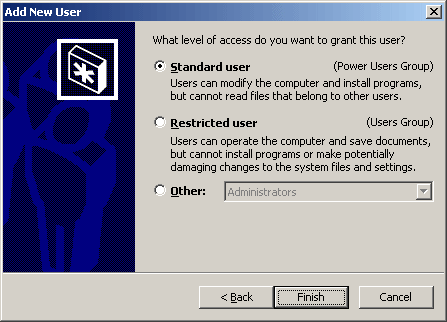 Add New User
What level of access do you want to grant this user?
Standard user (Power Users Group)
Users can modify the computer and install programs,
but cannot read files that belong to other users.
Restricted user (Users Group)
Users can operate the computer and save documents,
but cannot install programs or make potentially
damaging changes to the system files and settings.
Other: Administrators
< Back Finish Cancel